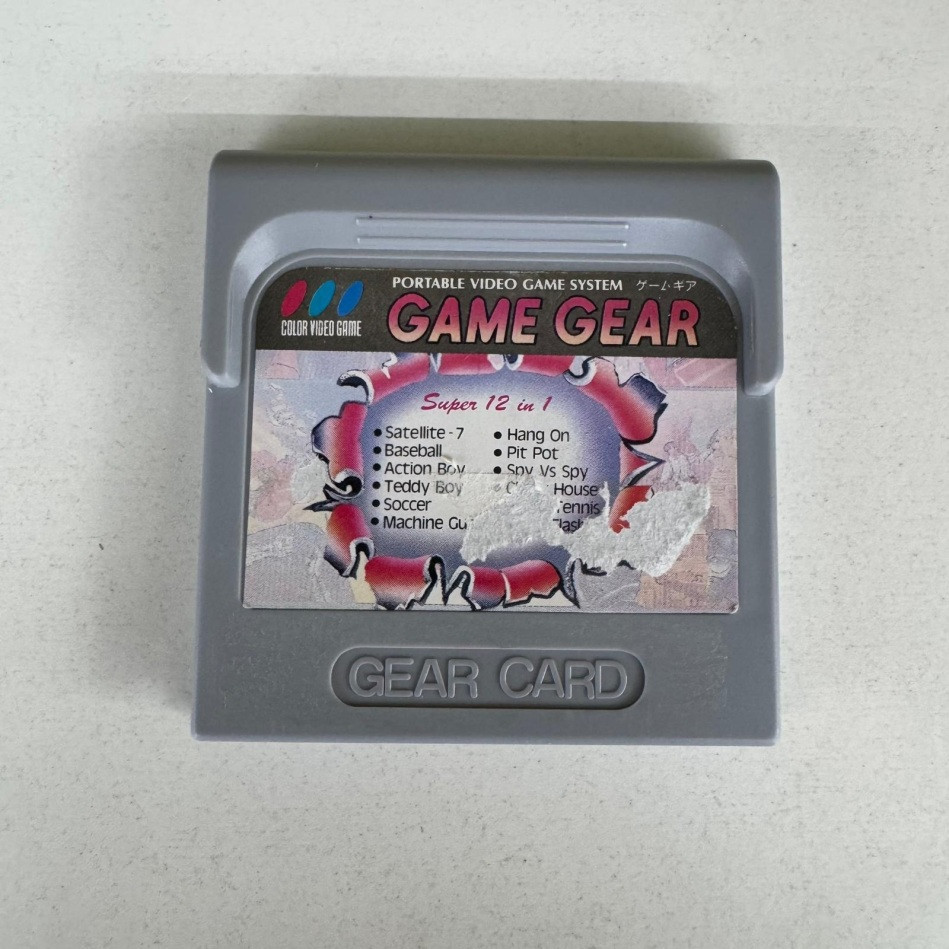 PORTABLE VIDEO GAME SYSTEM ゲーム・ギア
COLOR VIDEO GAME
GAME GEAR
Super 12 in 1
Satellite-7
Baseball
Action Boy
Teddy Boy
Soccer
Machine Gu
Hang On
Pit Pot
Spy Vs Spy
House
Tennis
GEAR CARD